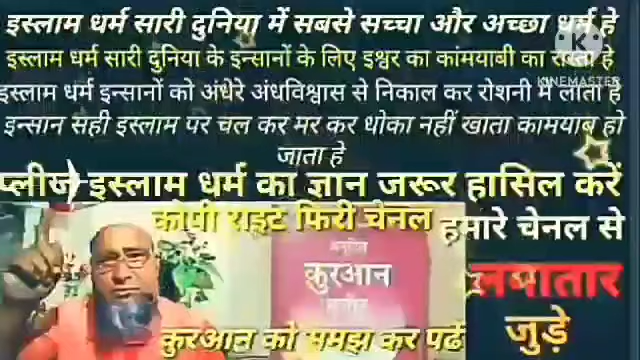 इस्लाम धर्म सारी दुनिया में सबसे सच्चा और अच्छा धर्म हे
इस्लाम धर्म सारी दुनिया के इन्सानों के लिए इश्वर का कांमयाबी का रास्ता हे
KINEMASTER
इस्लाम धर्म इन्सानों को अंधेरे अंधविश्वास से निकाल कर रोशनी में लाता हे
इन्सान सही इस्लाम पर चल कर मर कर धोका नहीं खाता कामयाब हो
जाता हे
प्लीज इस्लाम धर्म का ज्ञान जरूर हासिल करें
कापी राइट फिरी चेनल
हमारे चेनल से
क़ुरआन
लगातार
कुरआन को समझ कर पढें
जुड़े